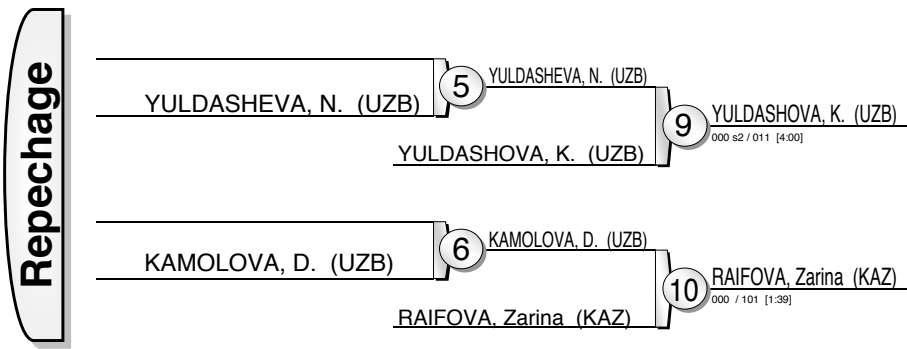 Repechage
YULDASHEVA, N. (UZB)
5
YULDASHEVA, N. (UZB)
YULDASHOVA, K. (UZB)
9
YULDASHOVA, K. (UZB)
000 s2 / 011 [4:00]
KAMOLOVA, D. (UZB)
6
KAMOLOVA, D. (UZB)
RAIFOVA, Zarina (KAZ)
10
RAIFOVA, Zarina (KAZ)
000 / 101 [1:39]